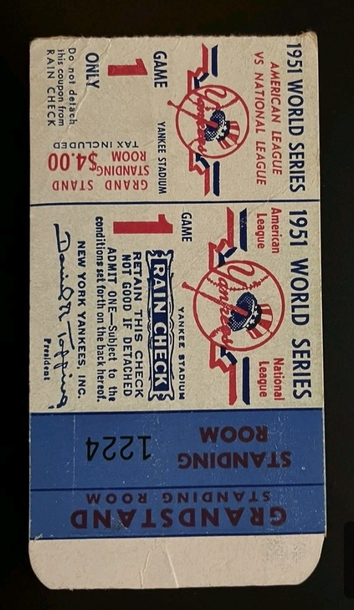 1951 WORLD SERIES
AMERICAN LEAGUE
VS NATIONAL LEAGUE
Yankees
GAME
1
ONLY
YANKEE STADIUM
Do not detach
this coupon from
RAIN CHECK
GRAND STAND
STANDING
ROOM
$4.00
TAX INCLUDED
1951 WORLD SERIES
American
League
National
League
Yankees
GAME
1
YANKEE STADIUM
RAIN CHECK
RETAIN THIS CHECK
NOT GOOD IF DETACHED
ADMIT ONE—Subject to the
conditions set forth on the back hereof.
NEW YORK YANKEES, INC.
Daniel R Topping
President
STANDING
ROOM
1224
GRANDSTAND
STANDING ROOM